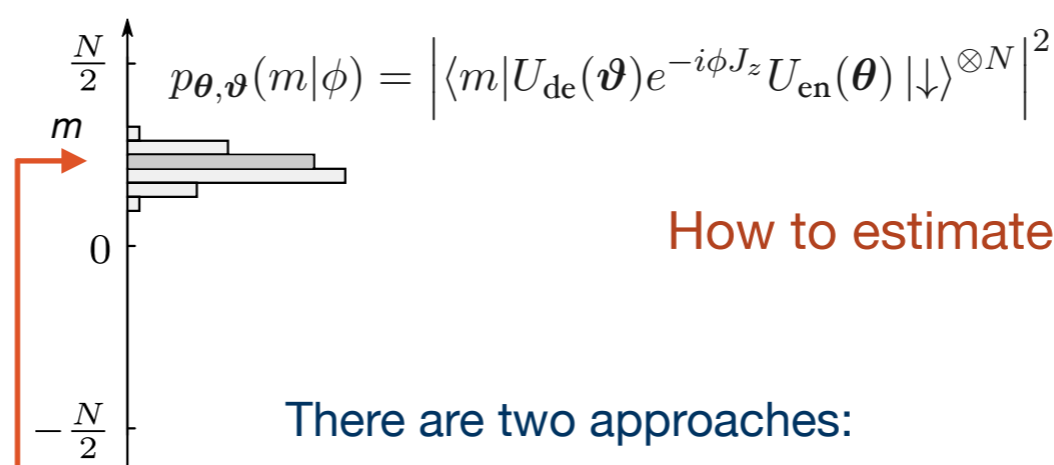 N/2
p_{θ,ϑ}(m|ϕ) = |⟨m|U_de(ϑ)e^{-iϕJ_z}U_en(θ) |↓⟩^{⊗N}|^2
m
0
How to estimate
-N/2
There are two approaches: